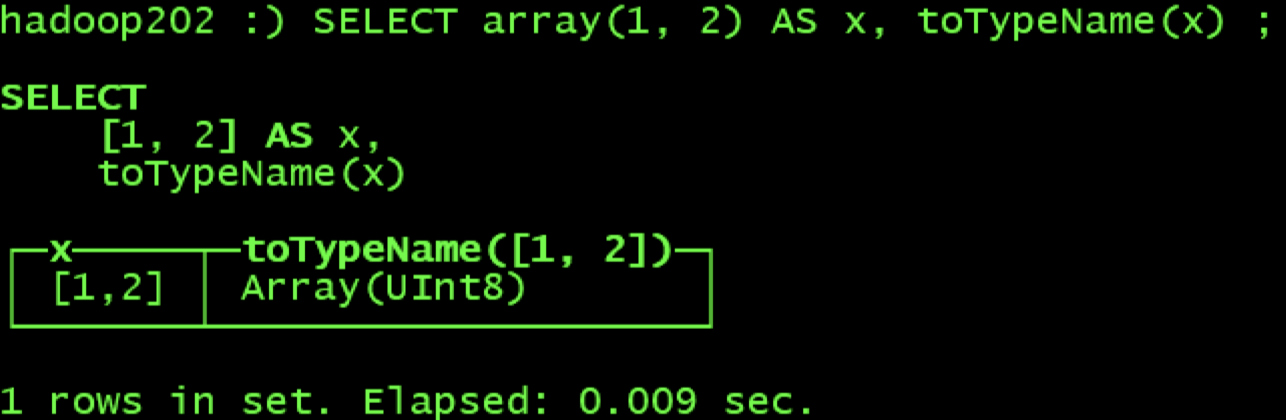 hadoop202 :) SELECT array(1, 2) AS x, toTypeName(x) ;
SELECT
[1, 2] AS x,
toTypeName(x)
x toTypeName([1, 2])
[1,2] Array(UInt8)
1 rows in set. Elapsed: 0.009 sec.